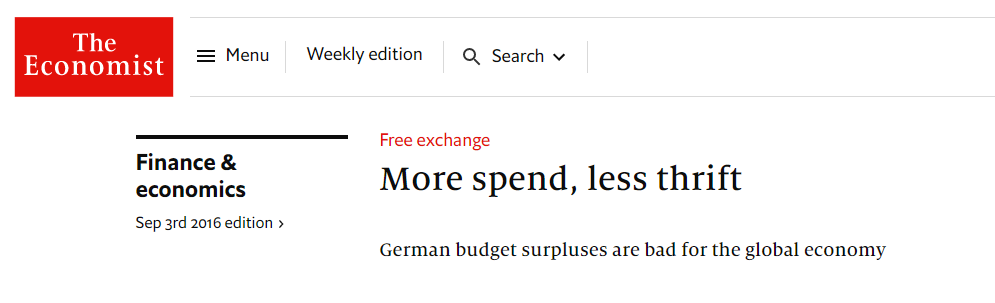 The
Economist
Menu
Weekly edition
Search
Free exchange
More spend, less thrift
Finance &
economics
Sep 3rd 2016 edition ›
German budget surpluses are bad for the global economy